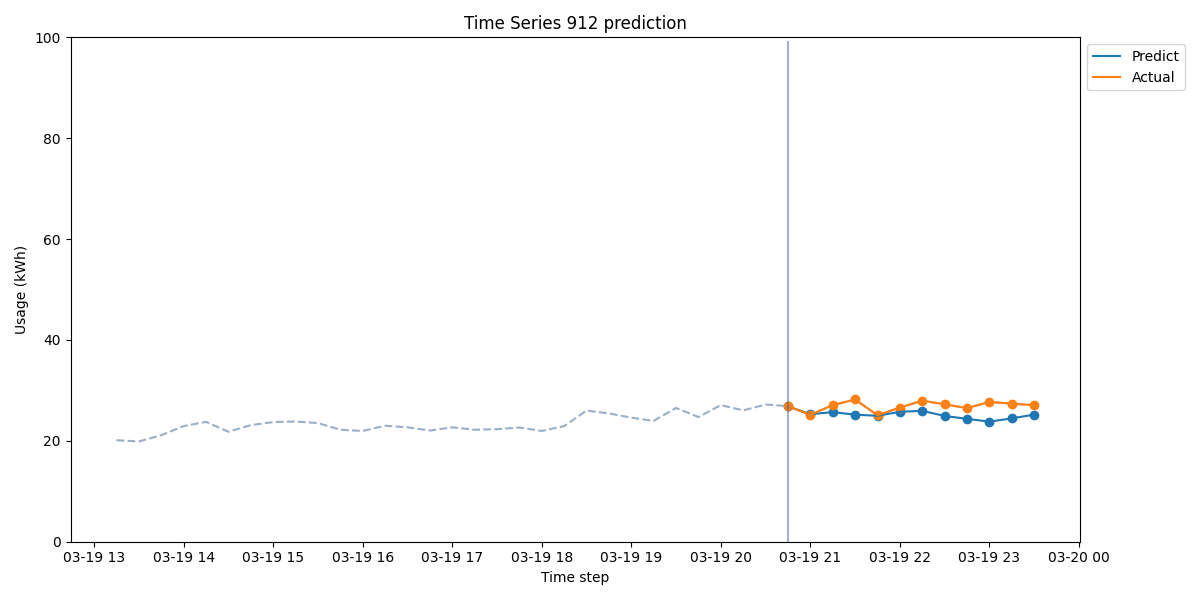 Time Series 912 prediction
Predict
Actual
100
80
60
40
20
0
Usage (kWh)
03-19 13 03-19 14 03-19 15 03-19 16 03-19 17 03-19 18 03-19 19 03-19 20 03-19 21 03-19 22 03-19 23 03-20 00
Time step